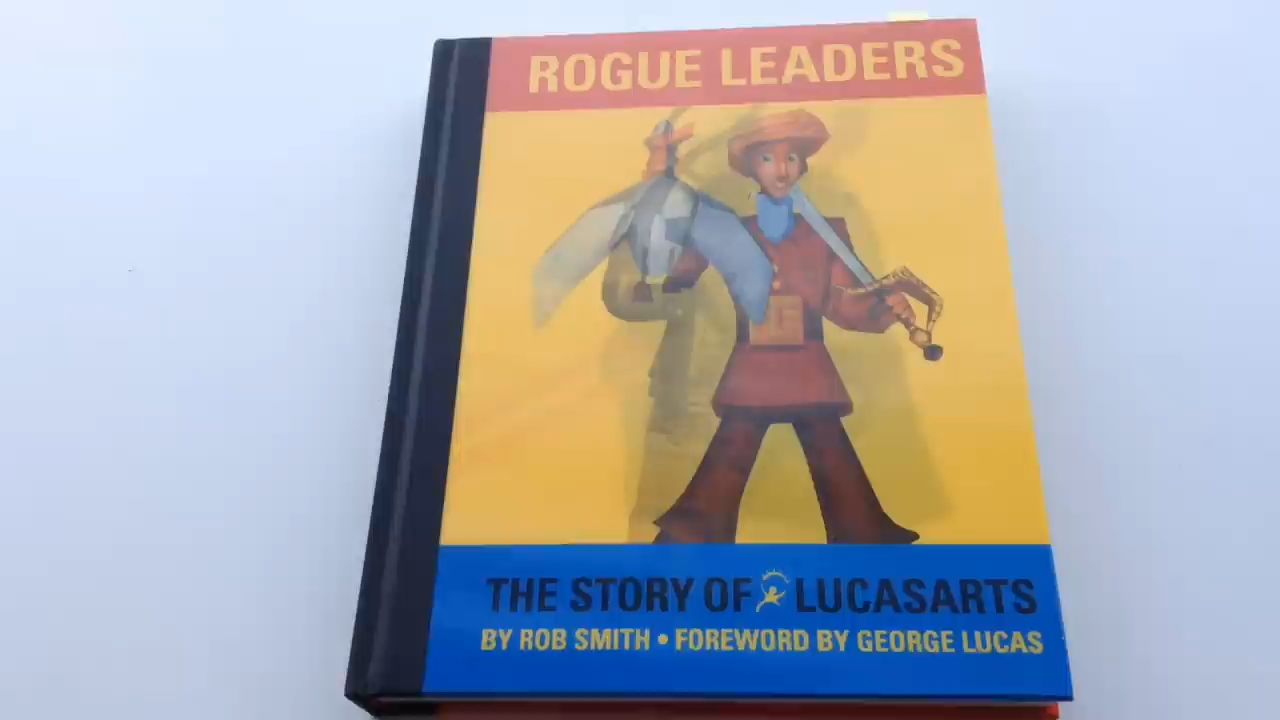 ROGUE LEADERS
THE STORY OF LUCASARTS
BY ROB SMITH • FOREWORD BY GEORGE LUCAS